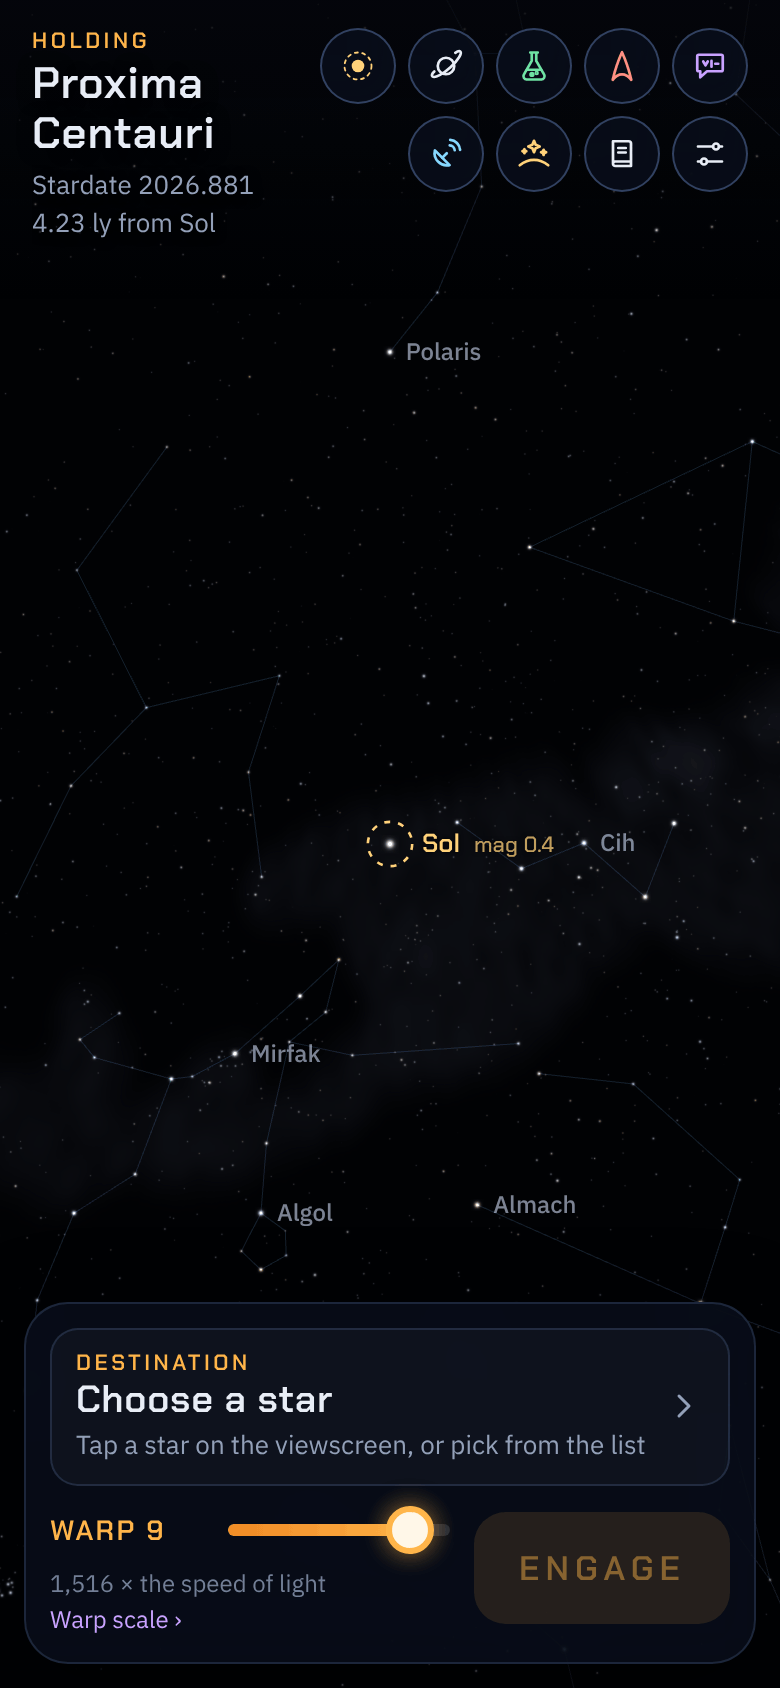 HOLDING
Proxima
Centauri
Stardate 2026.881
4.23 ly from Sol
Polaris
Sol mag 0.4
Cih
Mirfak
Algol
Almach
DESTINATION
Choose a star
Tap a star on the viewscreen, or pick from the list
WARP 9
ENGAGE
1,516 × the speed of light
Warp scale ›